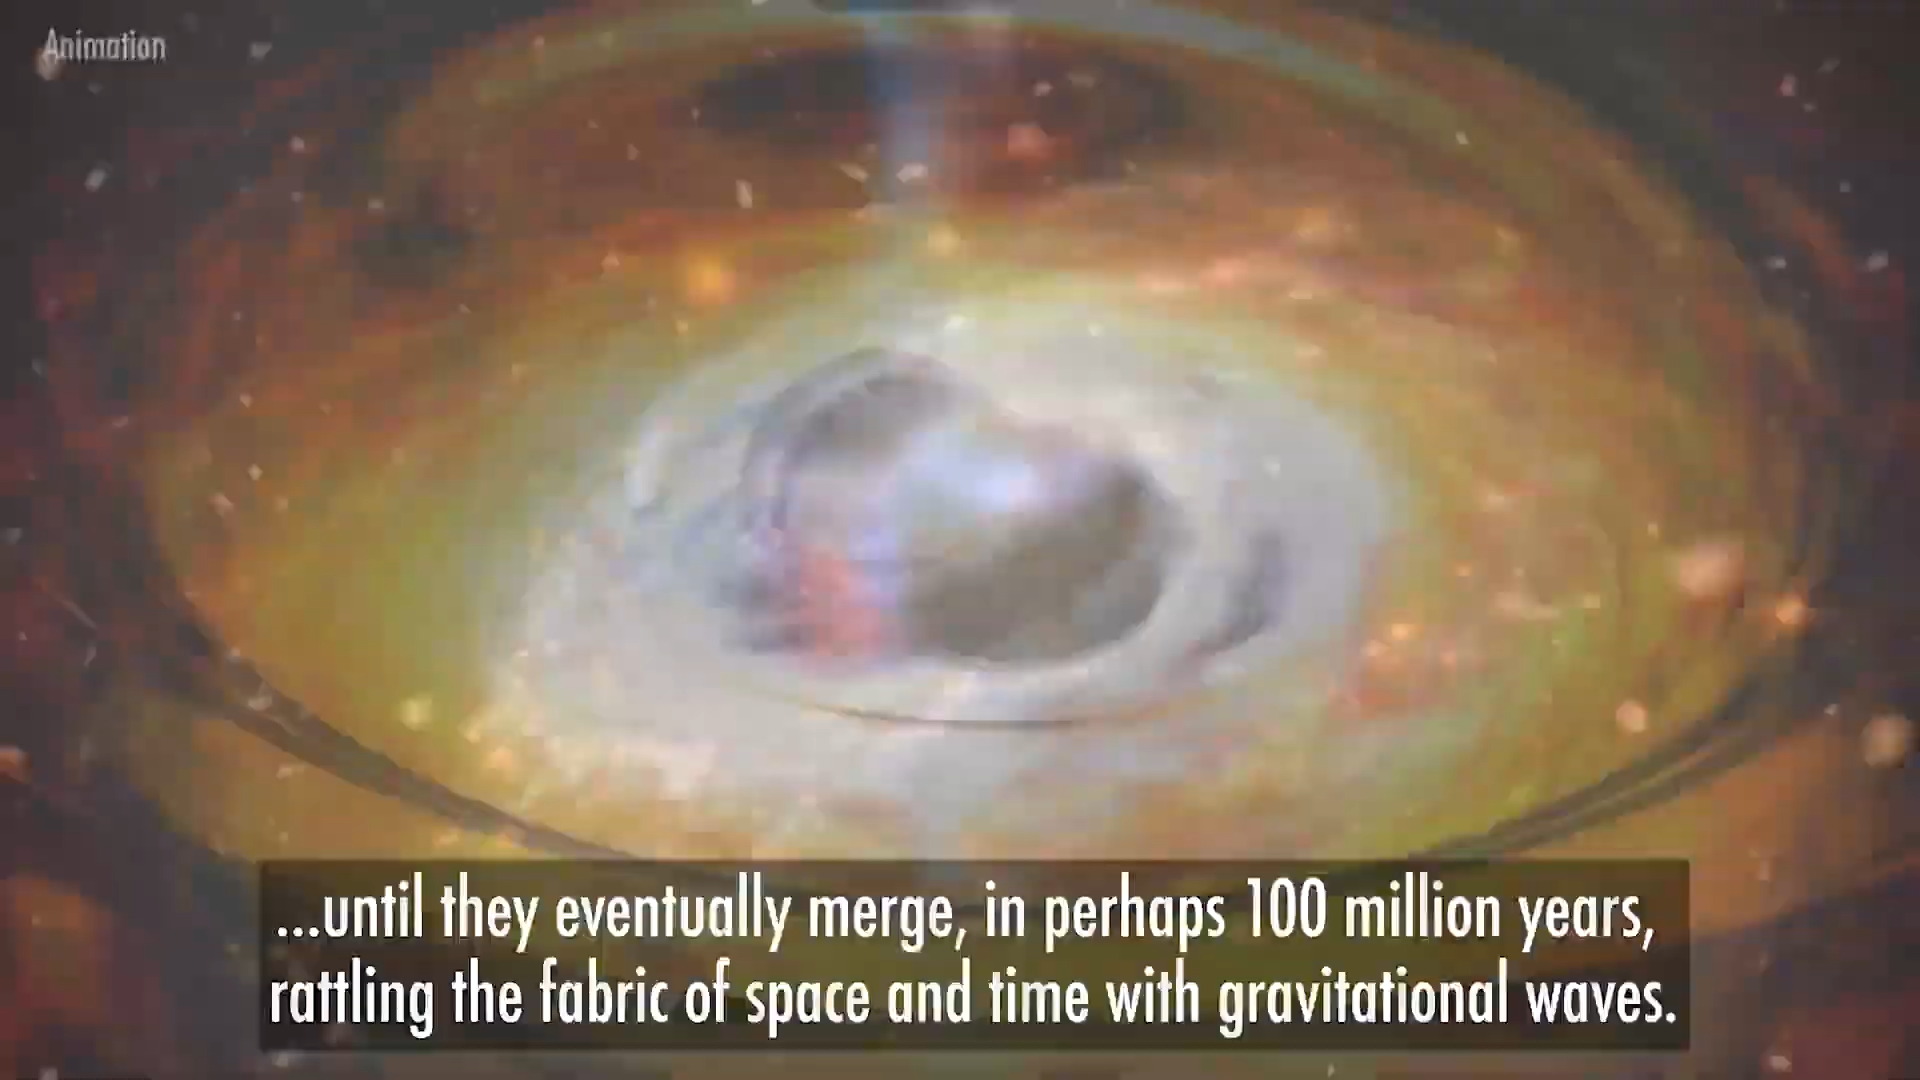 Animation
...until they eventually merge, in perhaps 100 million years,
rattling the fabric of space and time with gravitational waves.